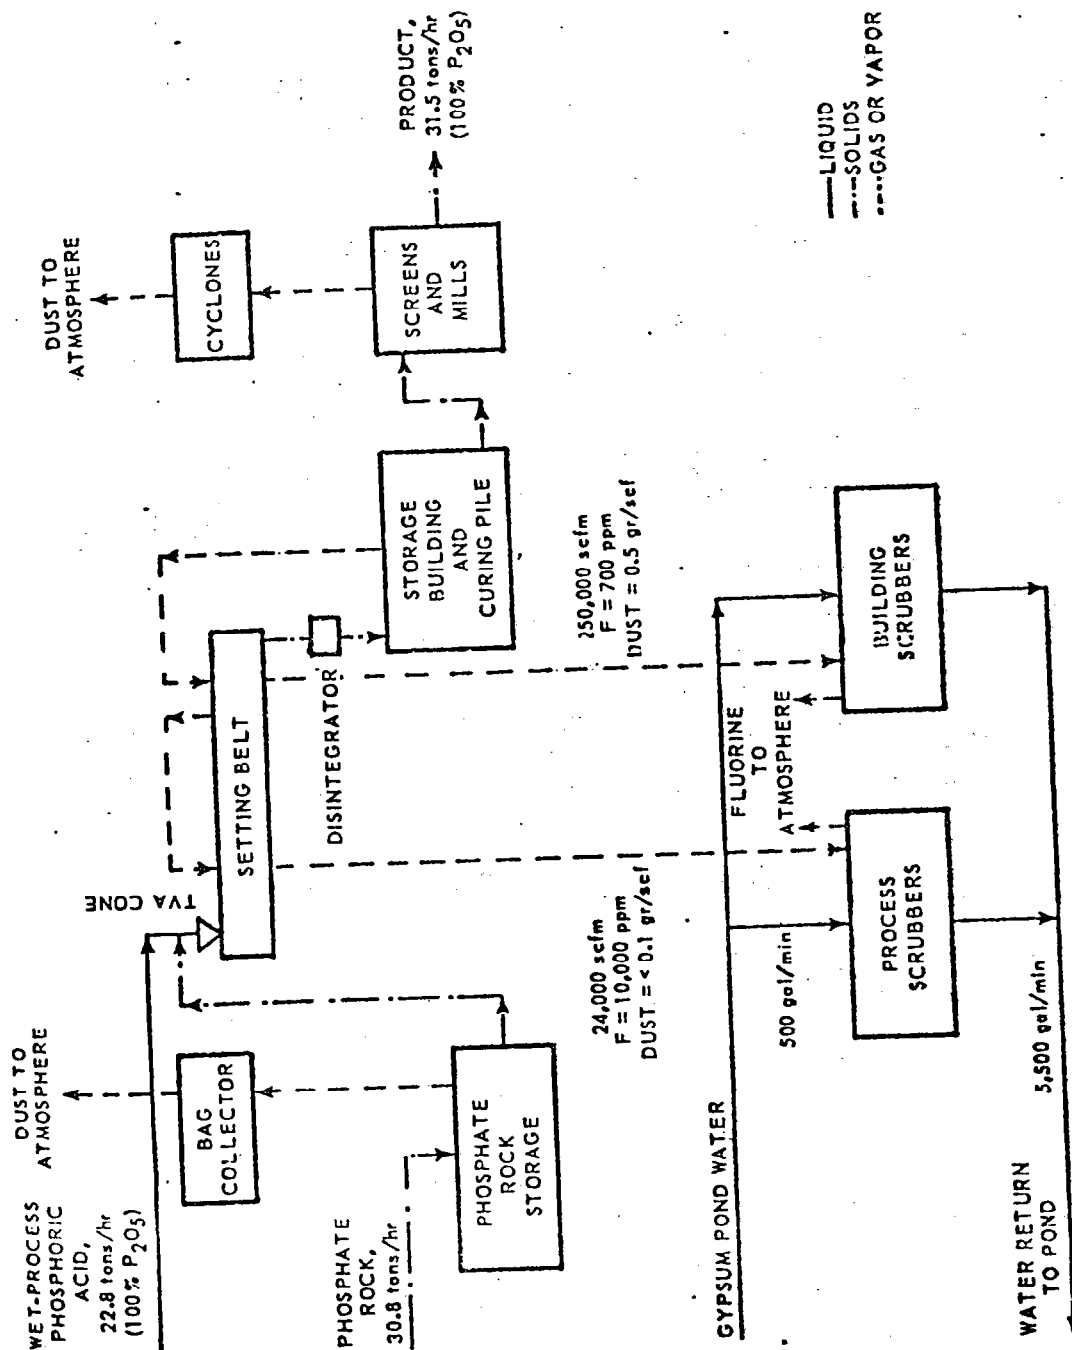 WET-PROCESS
PHOSPHORIC
ACID,
22.8 tons/hr
(100% P2O5)
DUST TO
ATMOSPHERE
BAG
COLLECTOR
PHOSPHATE
ROCK,
30.8 tons/hr
PHOSPHATE
ROCK
STORAGE
TVA CONE
SETTING BELT
DISINTEGRATOR
STORAGE
BUILDING
AND
CURING PILE
DUST TO
ATMOSPHERE
CYCLONES
SCREENS
AND
MILLS
PRODUCT,
31.5 tons/hr
(100% P2O5)
24,000 scfm
F = 10,000 ppm
DUST = < 0.1 gr/scf
250,000 scfm
F = 700 ppm
DUST = 0.5 gr/scf
GYPSUM POND WATER
500 gal/min
FLUORINE
TO
ATMOSPHERE
PROCESS
SCRUBBERS
BUILDING
SCRUBBERS
WATER RETURN
TO POND
5,500 gal/min
LIQUID
SOLIDS
GAS OR VAPOR